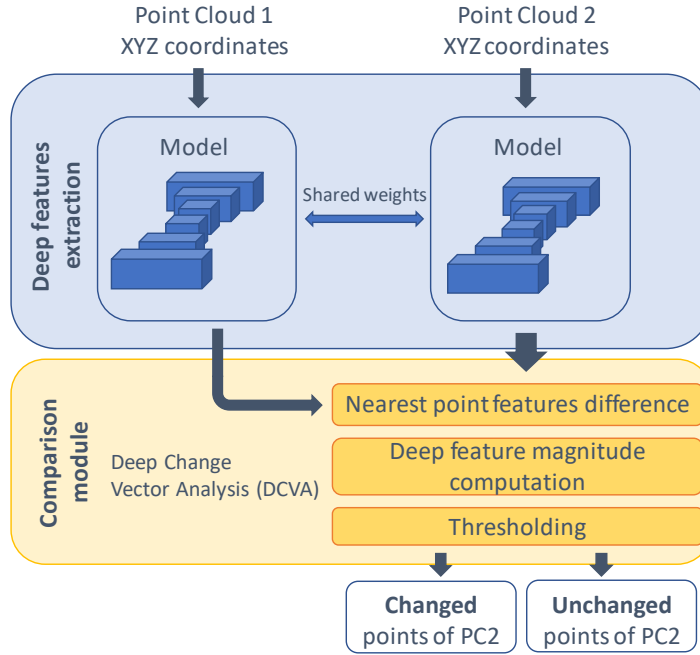 Point Cloud 1
XYZ coordinates
Point Cloud 2
XYZ coordinates
Deep features
extraction
Model
Shared weights
Model
Comparison
module
Deep Change
Vector Analysis (DCVA)
Nearest point features difference
Deep feature magnitude
computation
Thresholding
Changed
points of PC2
Unchanged
points of PC2